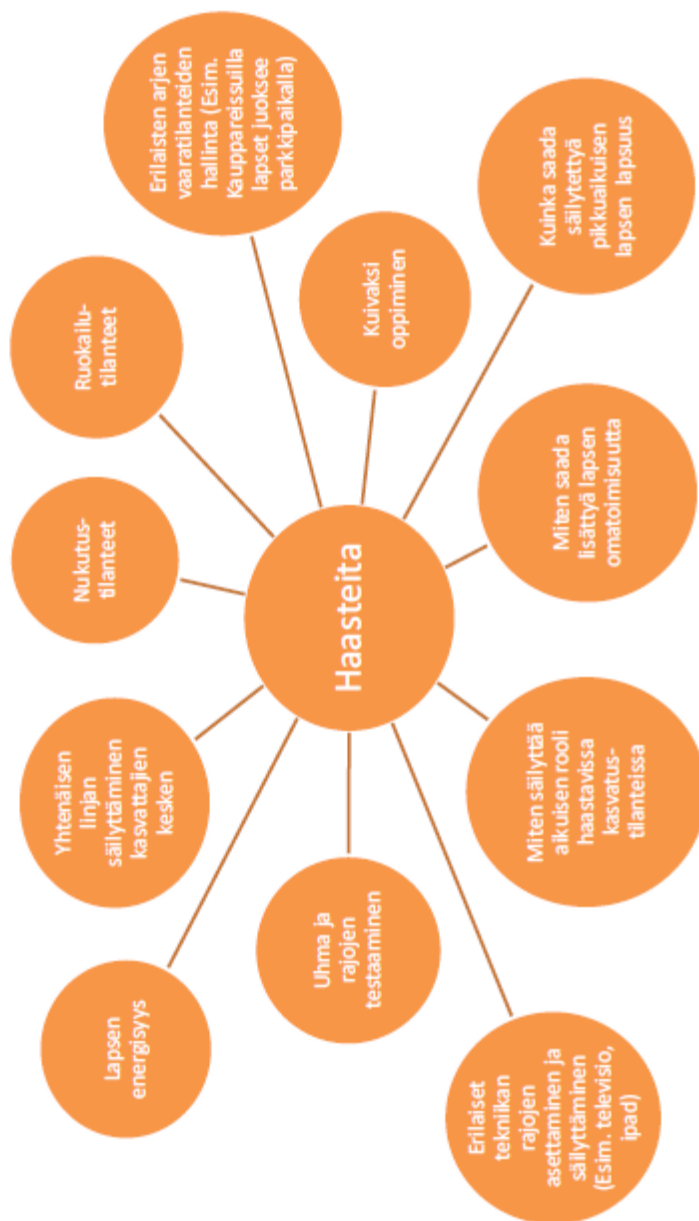 Lapsen
energisyys
Yhtenäisen
linjan
säilyttäminen
kasvattajien
kesken
Nukutus-
tilanteet
Ruokailu-
tilanteet
Erilaisten arjen
vaaratilanteiden
hallinta (Esim.
Kauppareissuilla
lapset juoksee
parkkipaikalla)
Uhma ja
rajojen
testaaminen
Haasteita
Kuivaksi
oppiminen
Erilaiset
tekniikan
rajojen
asettaminen ja
säilyttäminen
(Esim. televisio,
ipad)
Miten säilyttää
aikuisen rooli
haastavissa
kasvatus-
tilanteissa
Miten saada
lisättyä lapsen
omatoimisuutta
Kuinka saada
säilytettyä
pikkuaikuisen
lapsen lapsuus